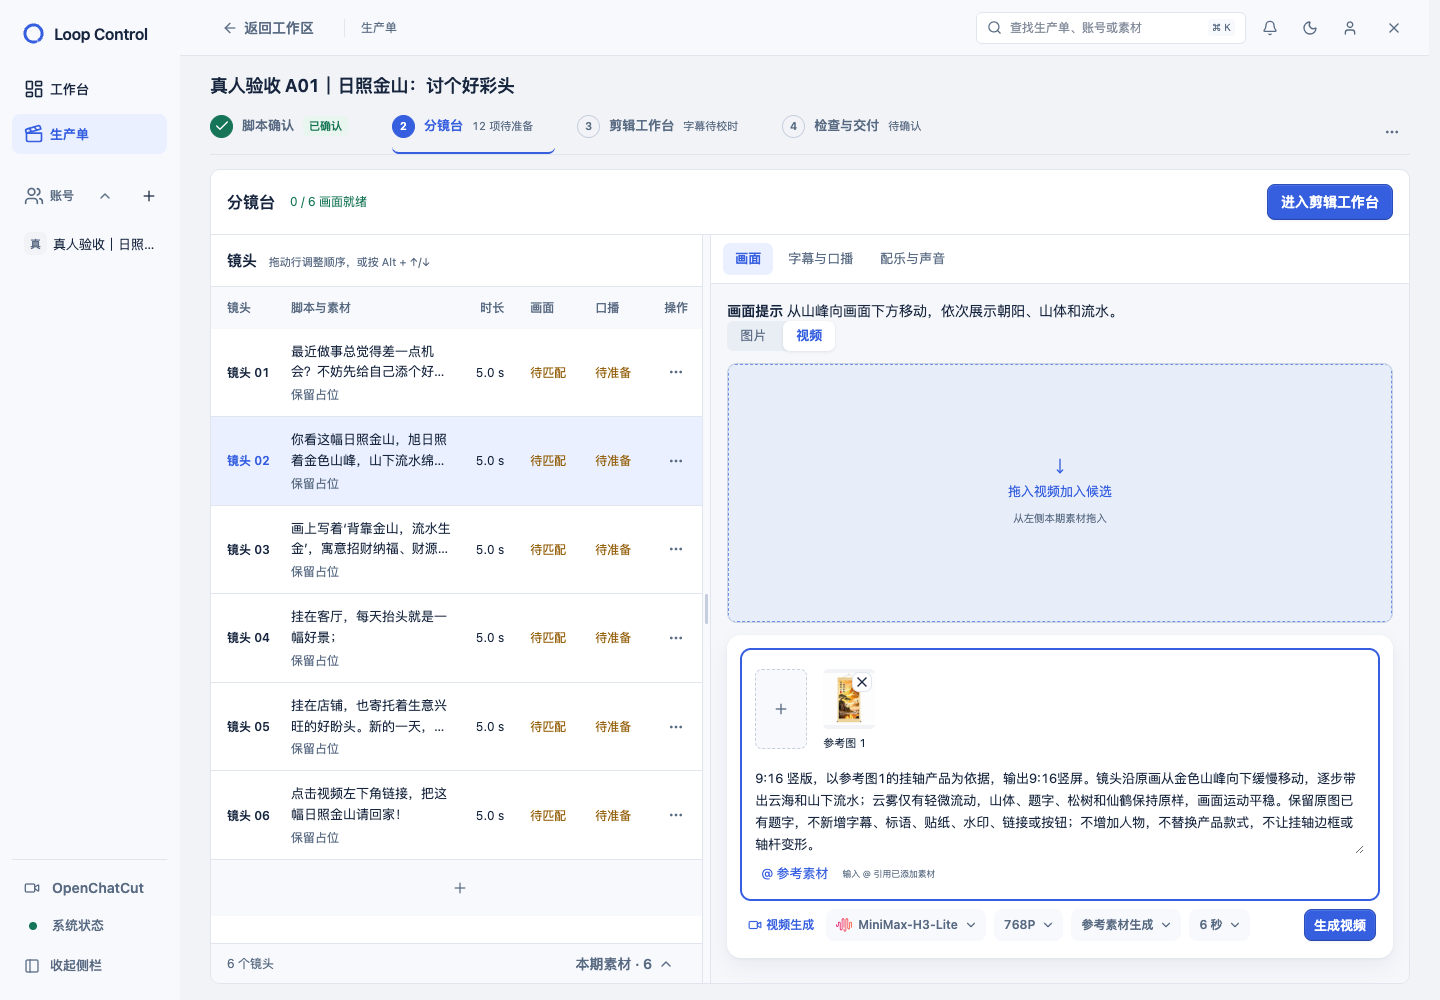 Loop Control
工作台
生产单
账号
真
真人验收｜日照...
OpenChatCut
系统状态
收起侧栏
返回工作区
生产单
查找生产单、账号或素材
⌘ K
真人验收 A01｜日照金山：讨个好彩头
脚本确认 已确认
2 分镜台 12 项待准备
3 剪辑工作台 字幕待校时
4 检查与交付 待确认
分镜台 0 / 6 画面就绪
进入剪辑工作台
镜头 拖动行调整顺序，或按 Alt + ↑/↓
镜头 脚本与素材 时长 画面 口播 操作
最近做事总觉得差一点机
会？不妨先给自己添个好...
保留占位
镜头 01 5.0 s 待匹配 待准备
你看这幅日照金山，旭日照
着金色山峰，山下流水绵...
保留占位
镜头 02 5.0 s 待匹配 待准备
画上写着‘背靠金山，流水生
金’，寓意招财纳福、财源...
保留占位
镜头 03 5.0 s 待匹配 待准备
挂在客厅，每天抬头就是一
幅好景；
保留占位
镜头 04 5.0 s 待匹配 待准备
挂在店铺，也寄托着生意兴
旺的好盼头。新的一天，...
保留占位
镜头 05 5.0 s 待匹配 待准备
点击视频左下角链接，把这
幅日照金山请回家！
保留占位
镜头 06 5.0 s 待匹配 待准备
6 个镜头
本期素材 · 6
画面 字幕与口播 配乐与声音
画面提示 从山峰向画面下方移动，依次展示朝阳、山体和流水。
图片 视频
拖入视频加入候选
从左侧本期素材拖入
参考图 1
9:16 竖版，以参考图1的挂轴产品为依据，输出9:16竖屏。镜头沿原画从金色山峰向下缓慢移动，逐步带
出云海和山下流水；云雾仅有轻微流动，山体、题字、松树和仙鹤保持原样，画面运动平稳。保留原图已
有题字，不新增字幕、标语、贴纸、水印、链接或按钮；不增加人物，不替换产品款式，不让挂轴边框或
轴杆变形。
@ 参考素材 输入 @ 引用已添加素材
视频生成 MiniMax-H3-Lite 768P 参考素材生成 6 秒 生成视频